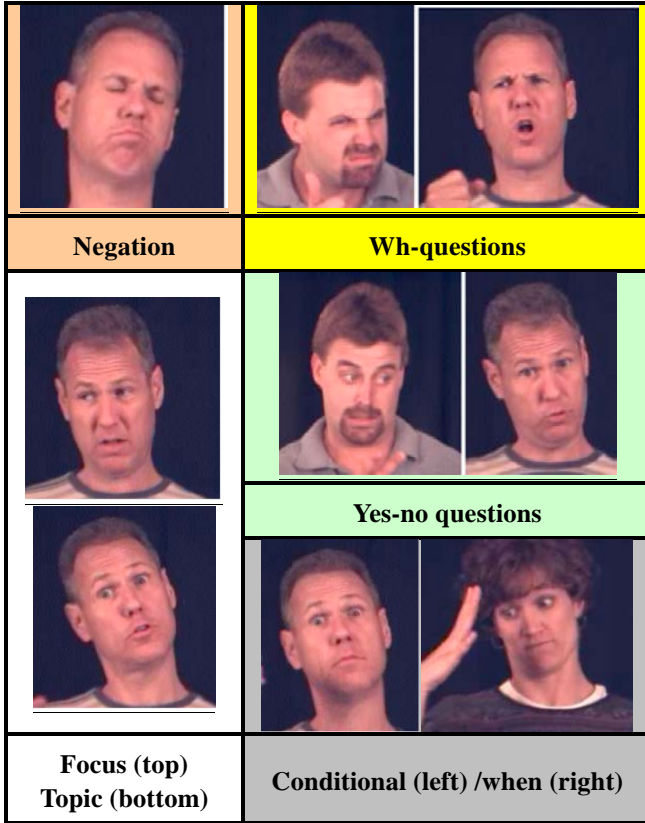 Negation
Wh-questions
Yes-no questions
Focus (top)
Topic (bottom)
Conditional (left) /when (right)